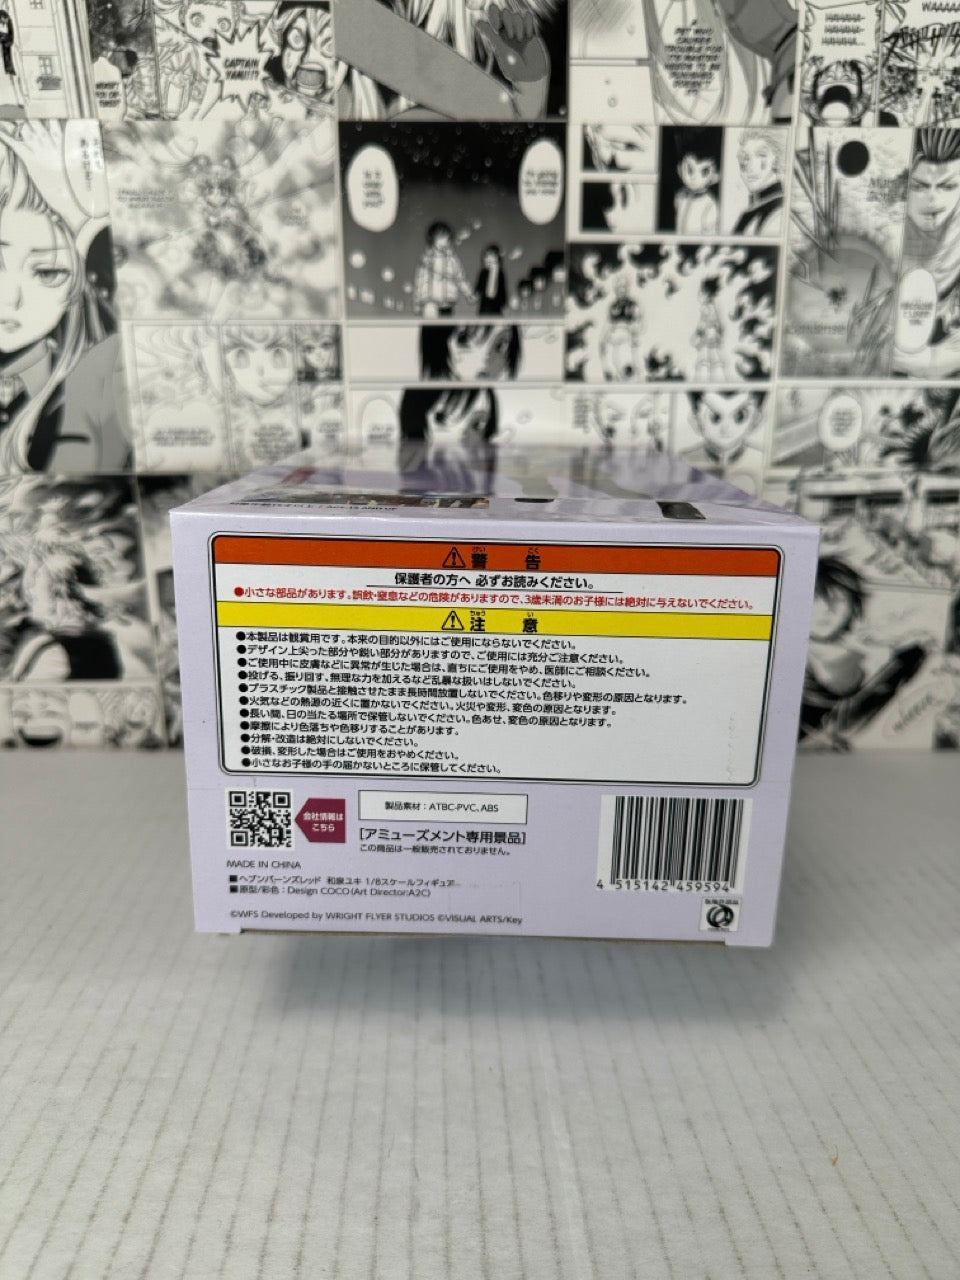 CAPTAIN
YAMI!!!?
警告
けい こく
保護者の方へ 必ずお読みください。
●小さな部品があります。誤飲・窒息などの危険がありますので、3歳未満のお子様には絶対に与えないでください。
注意
ちゅう い
●本製品は観賞用です。本来の目的以外にはご使用にならないでください。
●デザイン上尖った部分や鋭い部分がありますので、ご使用には充分ご注意ください。
●ご使用中に皮膚などに異常が生じた場合は、直ちにご使用をやめ、医師にご相談ください。
●投げる、振り回す、無理な力を加えるなど乱暴な扱いはしないでください。
●プラスチック製品と接触させたまま長時間放置しないでください。色移りや変形の原因となります。
●火気などの熱源の近くに置かないでください。火災や変形、変色の原因となります。
●長い間、日の当たる場所で保管しないでください。色あせ、変色の原因となります。
●摩擦により色落ちや色移りすることがあります。
●分解・改造は絶対にしないでください。
●破損、変形した場合はご使用をおやめください。
●小さなお子様の手の届かないところに保管してください。
会社情報は
こちら
製品素材：ATBC-PVC、ABS
[アミューズメント専用景品]
この商品は一般販売されておりません。
MADE IN CHINA
■ヘブンバーンズレッド 和泉ユキ 1/8スケールフィギュア
■原型/彩色：Design COCO(Art Director:A2C)
©WFS Developed by WRIGHT FLYER STUDIOS ©VISUAL ARTS/Key
4 515142 459594